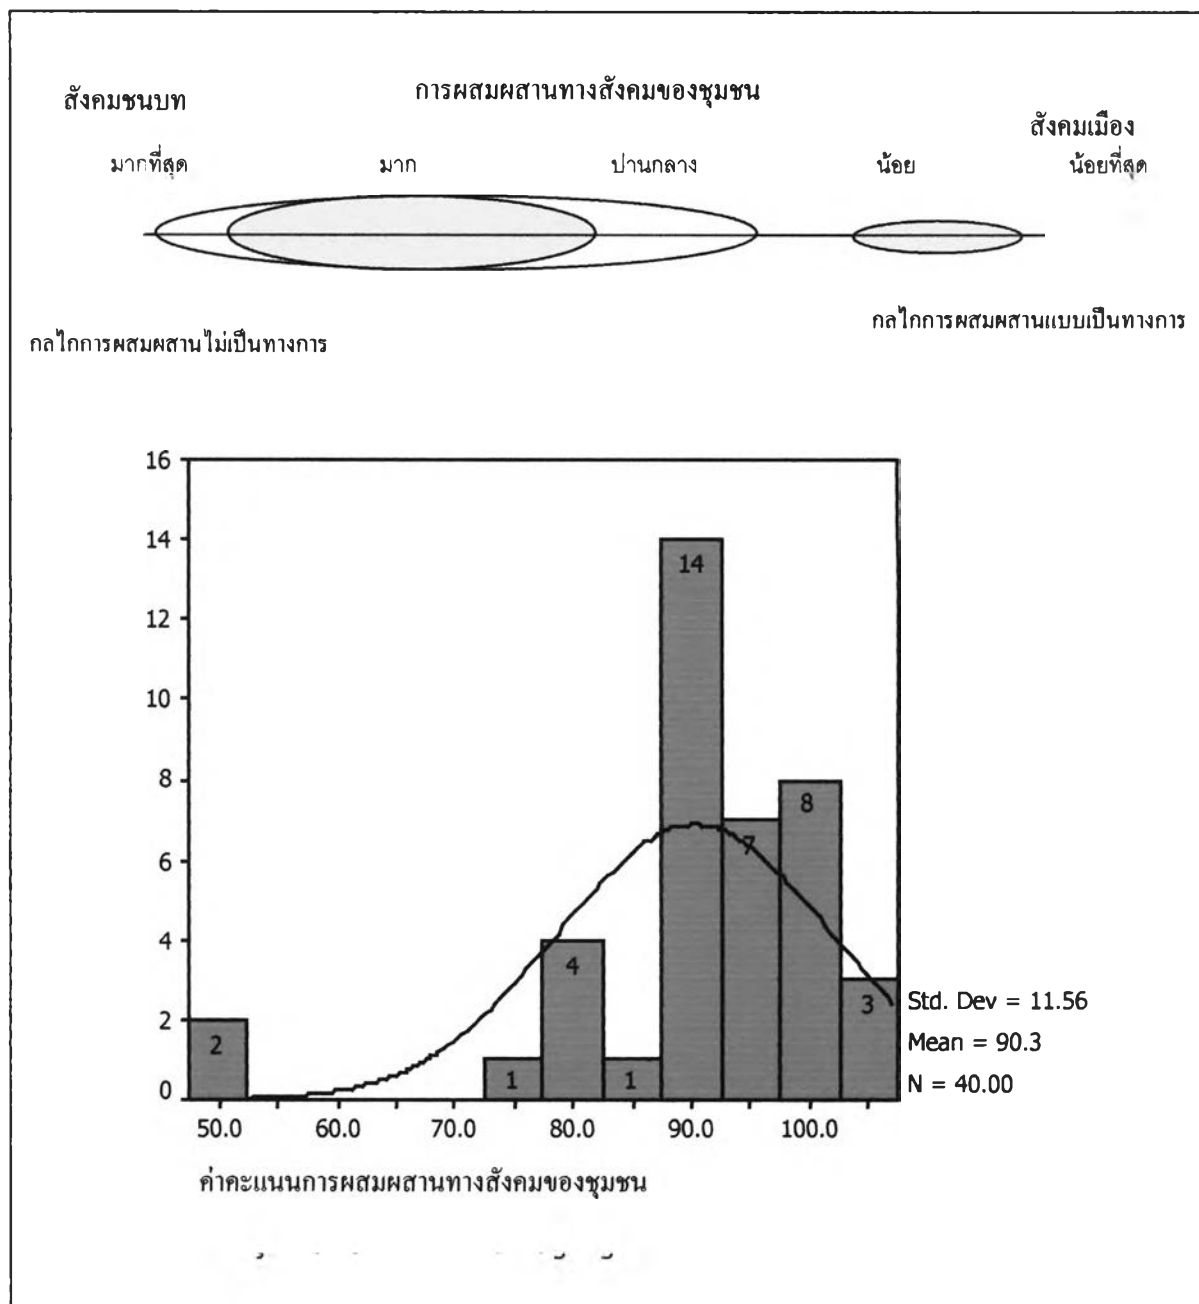 การผสมผสานทางสังคมของชุมชน
สังคมชนบท
สังคมเมือง
มากที่สุด มาก ปานกลาง น้อย น้อยที่สุด
กลไกการผสมผสานแบบเป็นทางการ
กลไกการผสมผสานไม่เป็นทางการ
16
14
12
10
8
6
4
2
0
2
1
4
1
14
7
8
3
Std. Dev = 11.56
Mean = 90.3
N = 40.00
50.0 60.0 70.0 80.0 90.0 100.0
ค่าคะแนนการผสมผสานทางสังคมของชุมชน